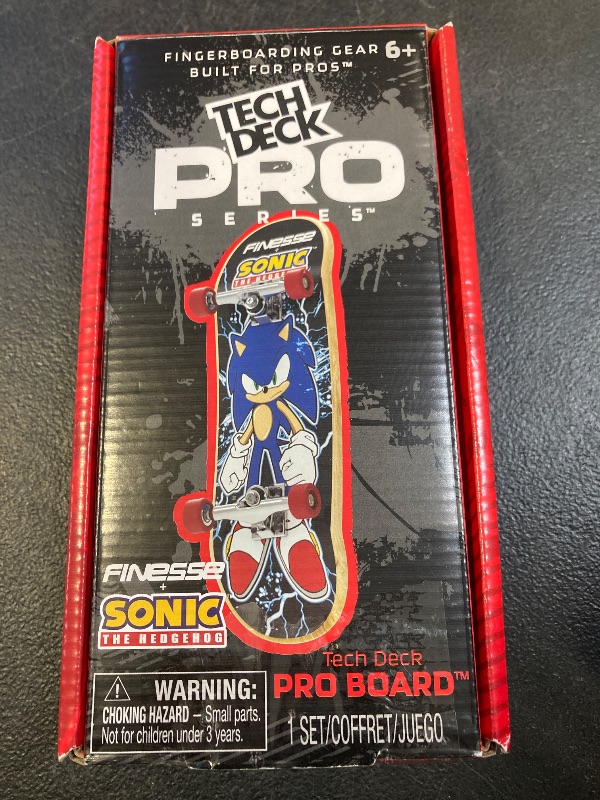 FINGERBOARDING GEAR 6+
BUILT FOR PROS™
TECH
DECK
PRO
SERIES™
FINESSE
+
SONIC
THE HEDGEHOG
FINESSE
+
SONIC
THE HEDGEHOG
Tech Deck
PRO BOARD™
1 SET/COFFRET/JUEGO
⚠ WARNING:
CHOKING HAZARD – Small parts.
Not for children under 3 years.